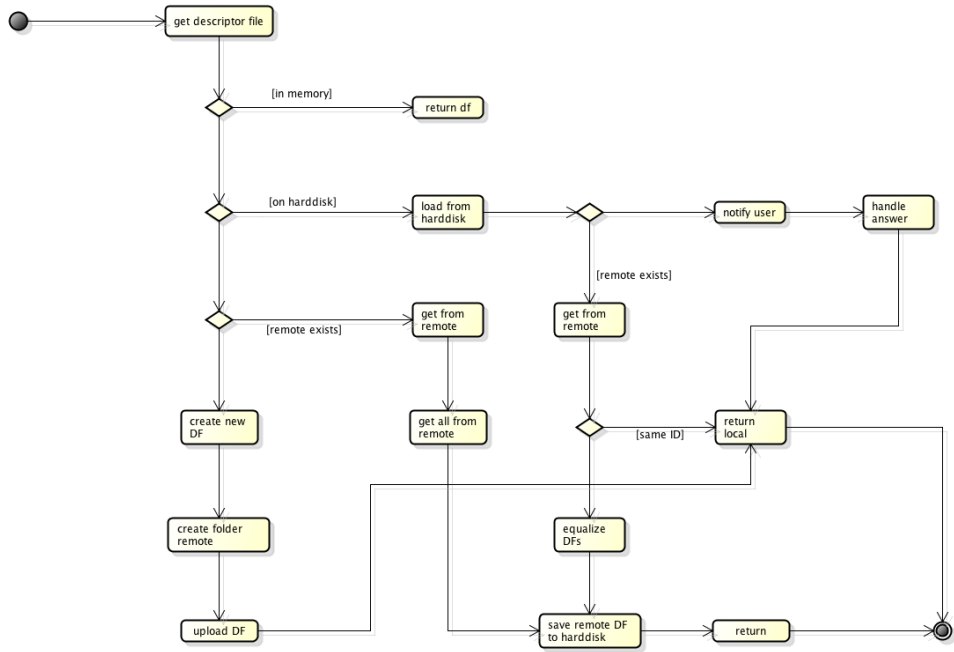 get descriptor file
[in memory]
return df
[on harddisk]
load from
harddisk
notify user
handle
answer
[remote exists]
get from
remote
[remote exists]
get from
remote
create new
DF
get all from
remote
[same ID]
return
local
create folder
remote
equalize
DFs
upload DF
save remote DF
to harddisk
return